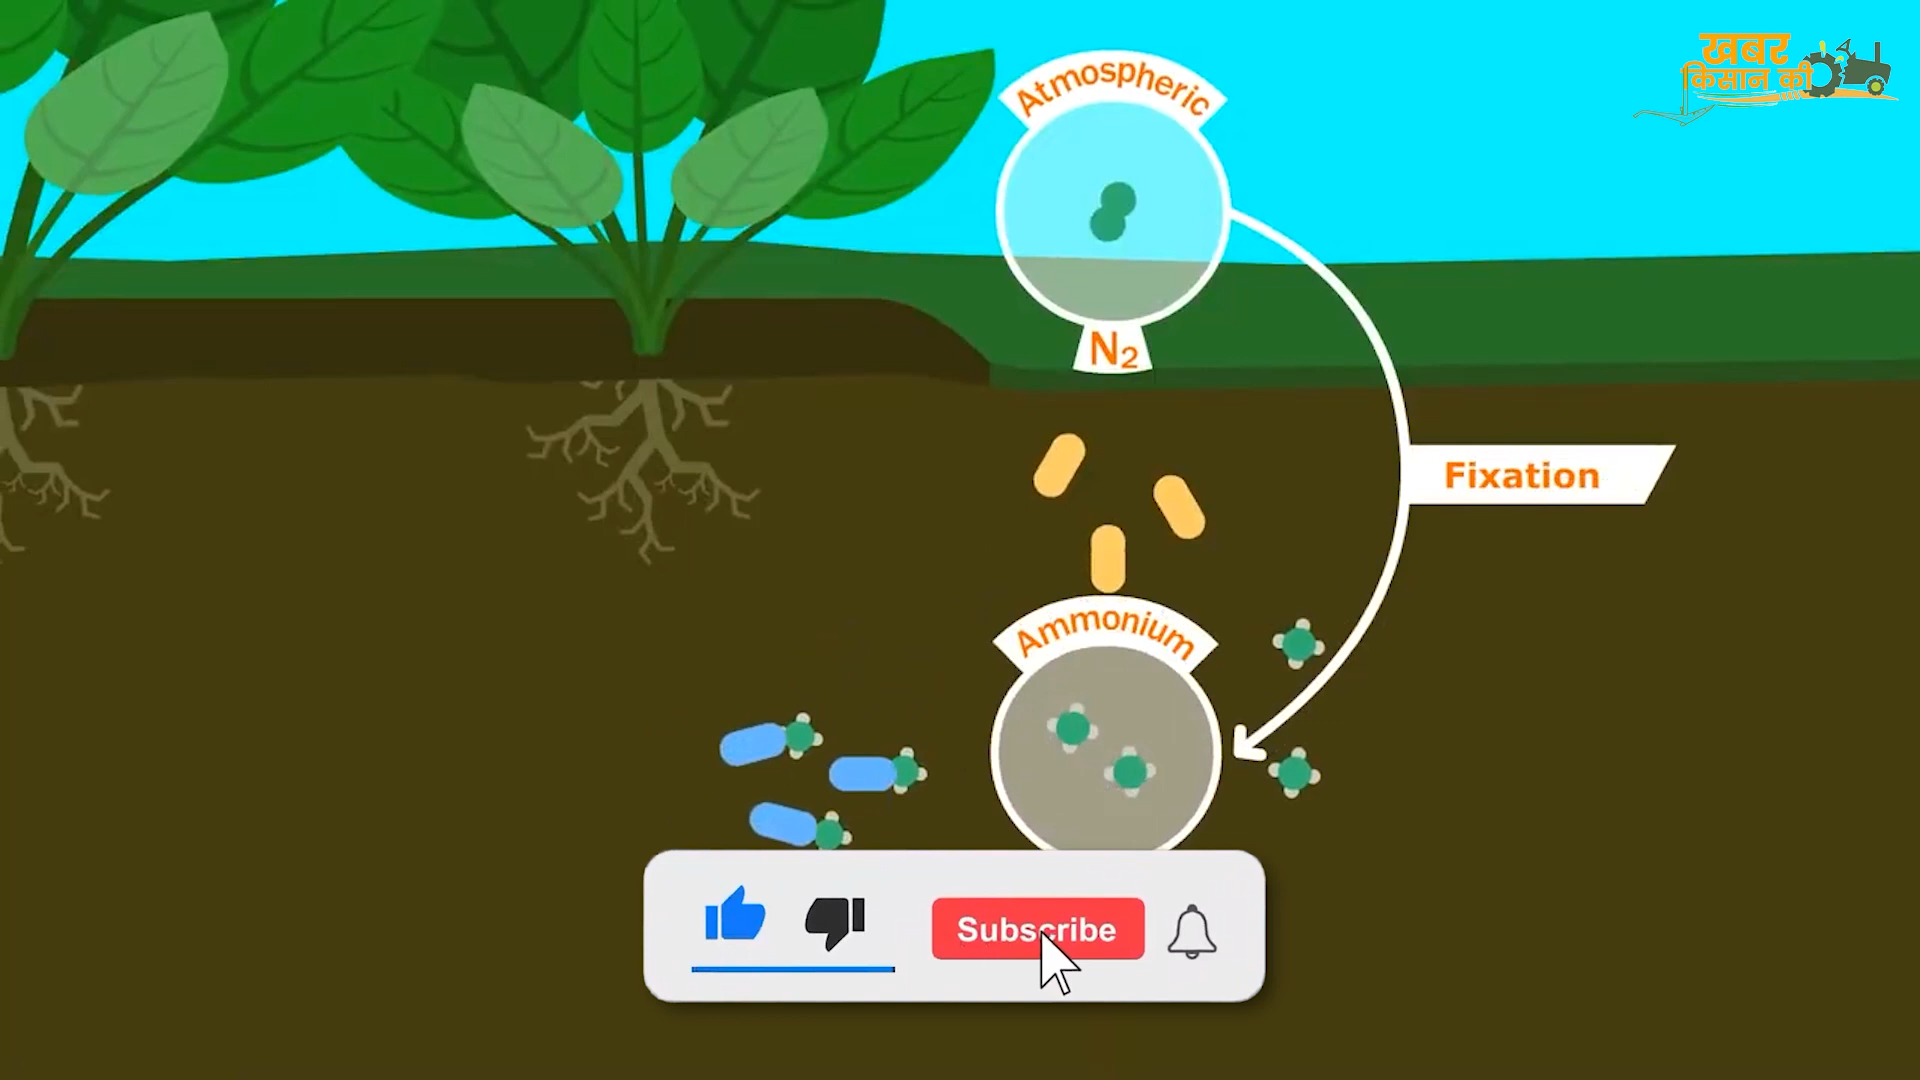 खबर
किसान की
Atmospheric
N₂
Fixation
Ammonium
Subscribe